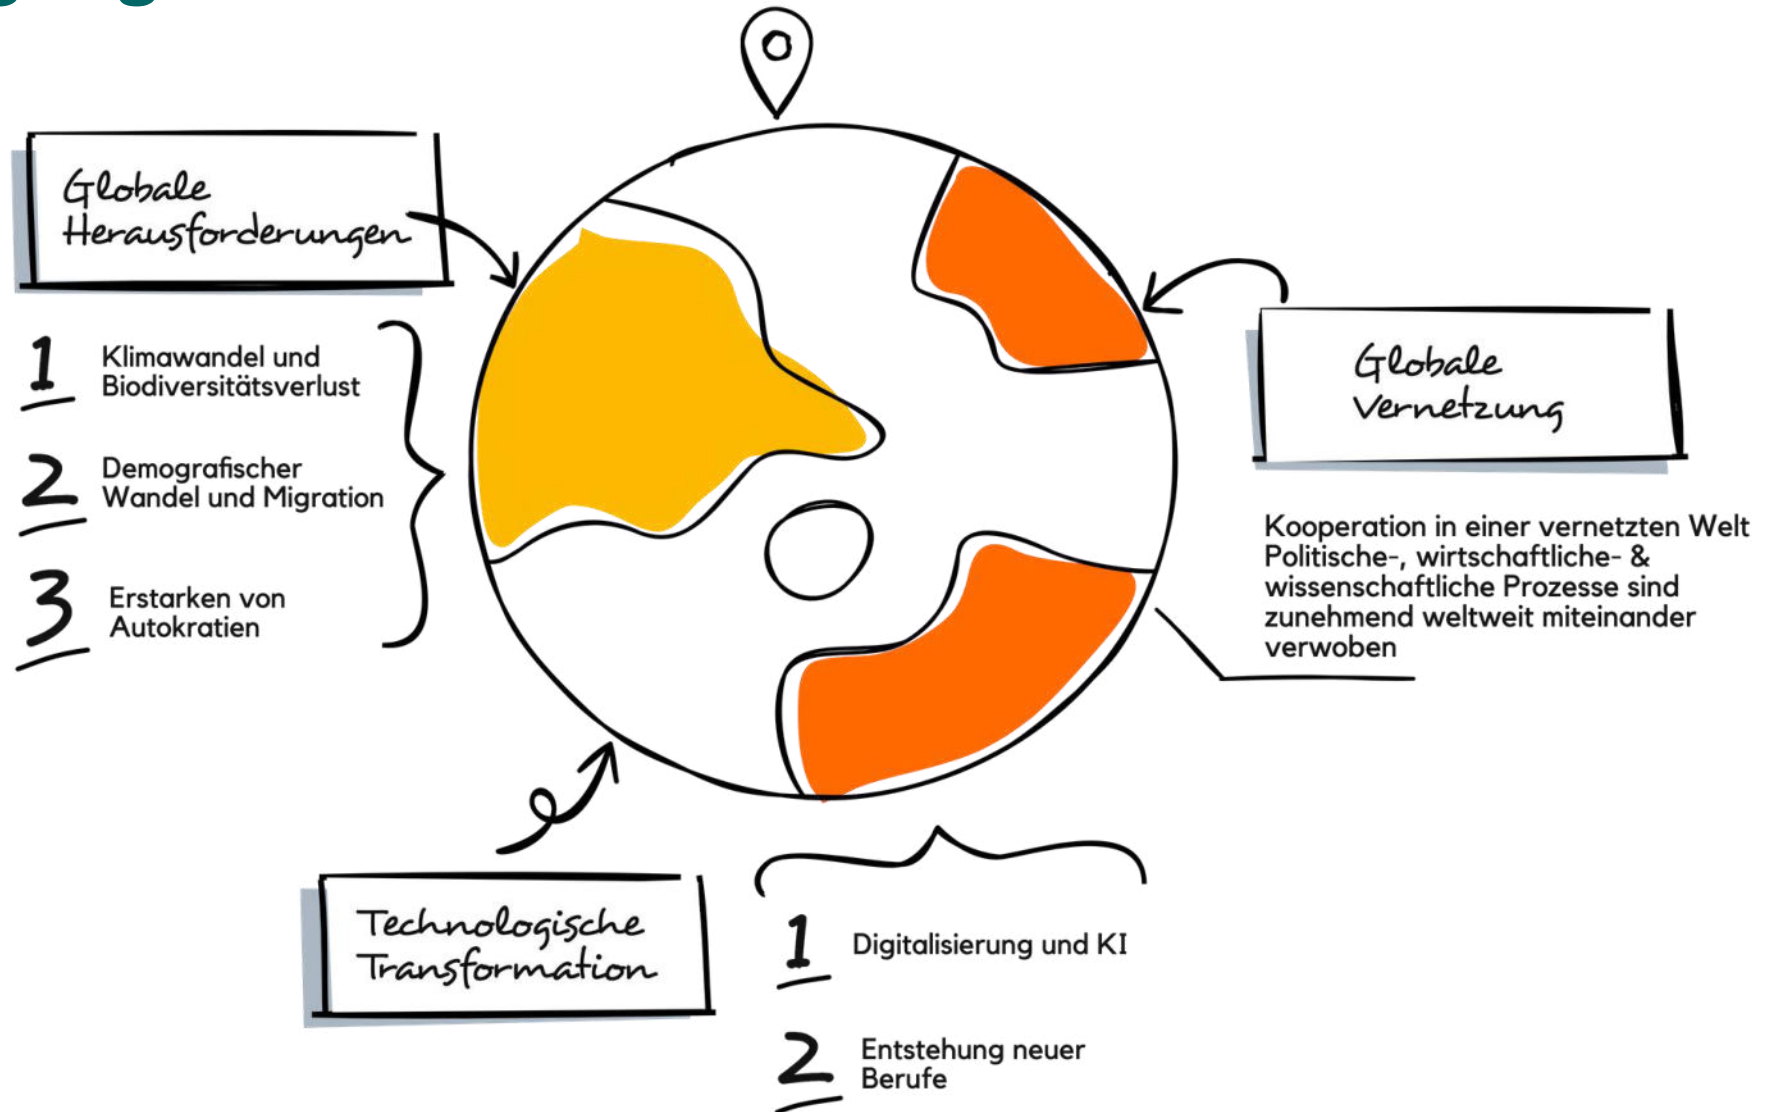 Globale
Herausforderungen
1
Klimawandel und
Biodiversitätsverlust
2
Demografischer
Wandel und Migration
3
Erstarken von
Autokratien
Globale
Vernetzung
Kooperation in einer vernetzten Welt
Politische-, wirtschaftliche- &
wissenschaftliche Prozesse sind
zunehmend weltweit miteinander
verwoben
Technologische
Transformation
1
Digitalisierung und KI
2
Entstehung neuer
Berufe